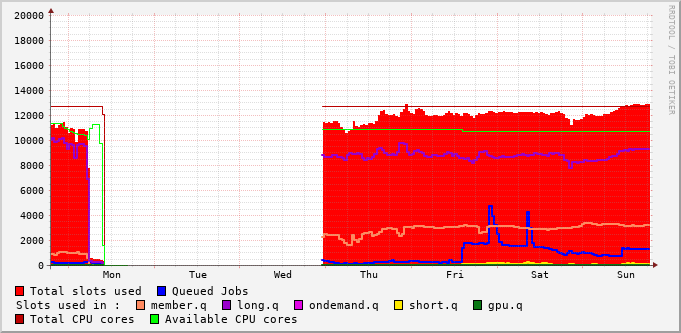 RRDTOOL / TOBI OETIKER
20000
18000
16000
14000
12000
10000
8000
6000
4000
2000
0
Mon Tue Wed Thu Fri Sat Sun
Total slots used Queued Jobs
Slots used in : member.q long.q ondemand.q short.q gpu.q
Total CPU cores Available CPU cores